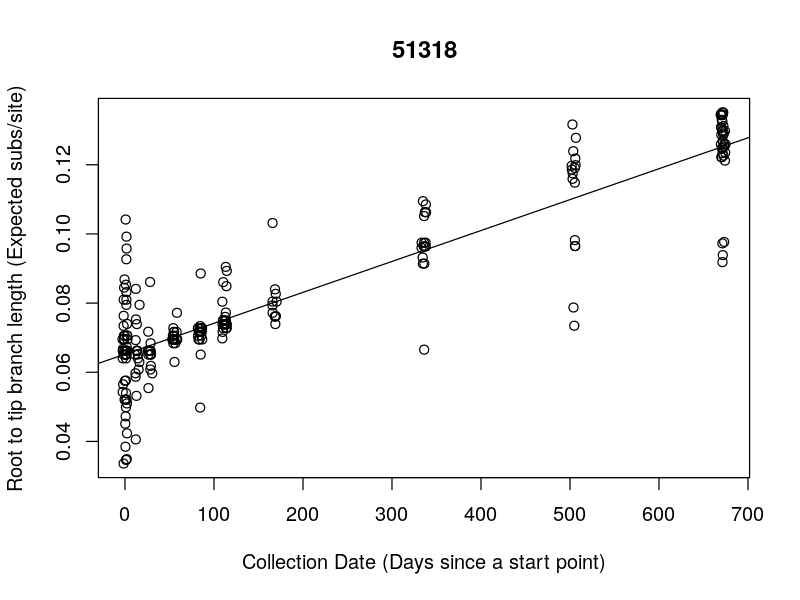 51318
Root to tip branch length (Expected subs/site)
0.12
0.10
0.08
0.06
0.04
0 100 200 300 400 500 600 700
Collection Date (Days since a start point)